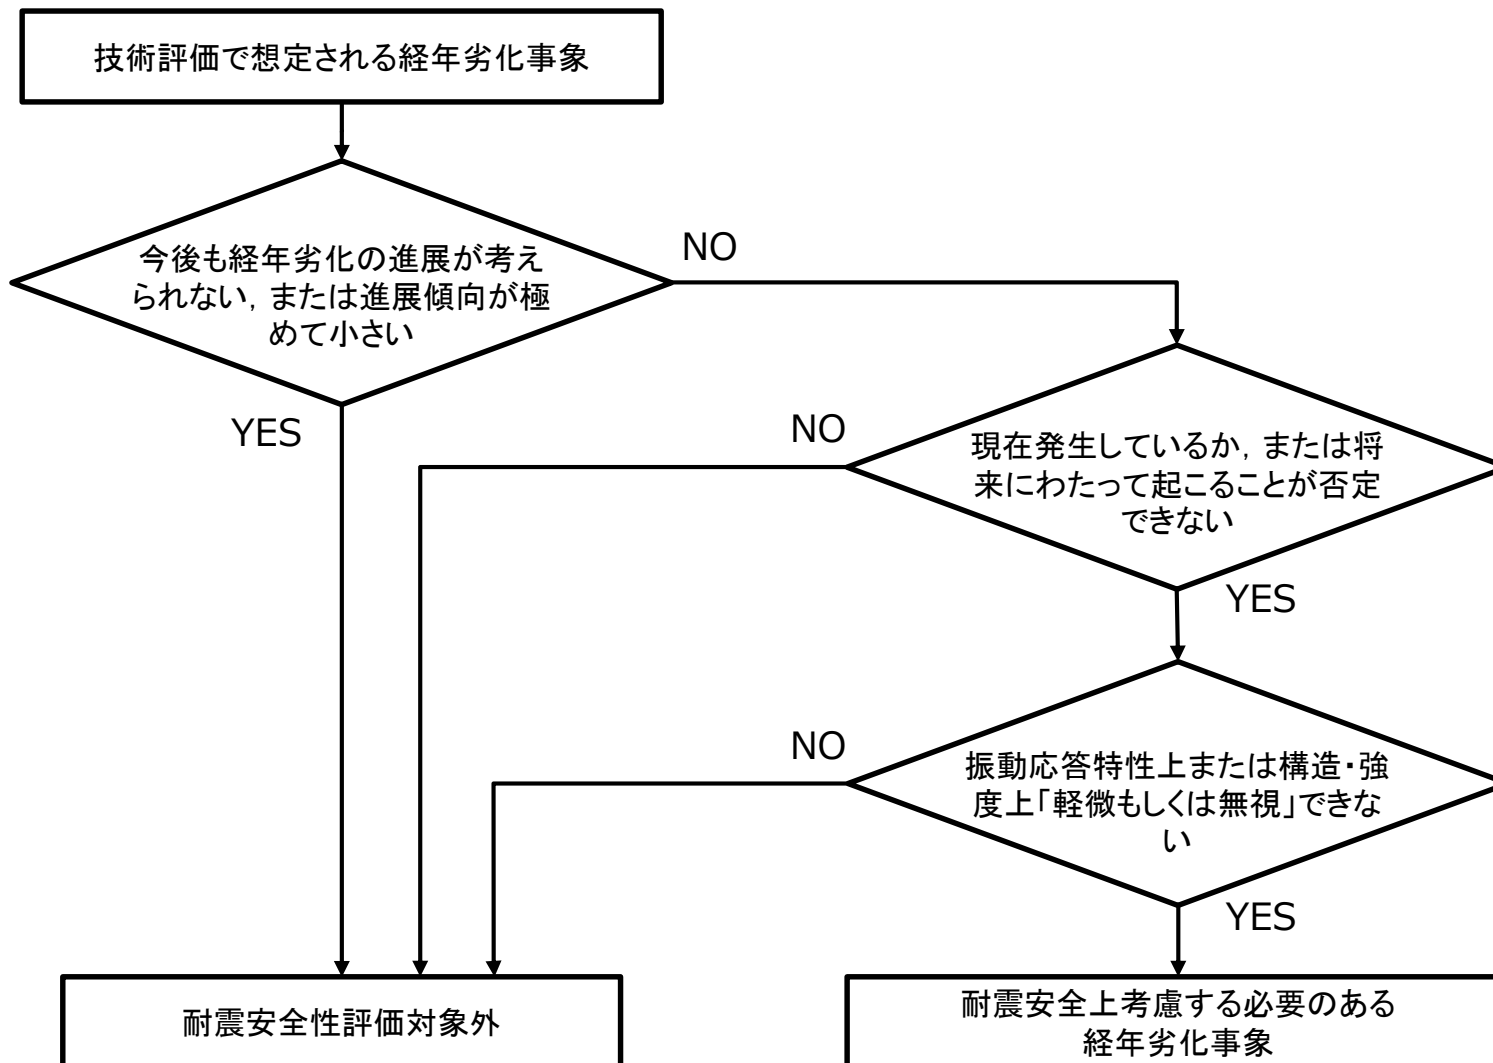 技術評価で想定される経年劣化事象
今後も経年劣化の進展が考え
られない，または進展傾向が極
めて小さい
NO
YES
NO
現在発生しているか，または将
来にわたって起こることが否定
できない
YES
NO
振動応答特性上または構造・強
度上「軽微もしくは無視」できな
い
YES
耐震安全性評価対象外
耐震安全上考慮する必要のある
経年劣化事象